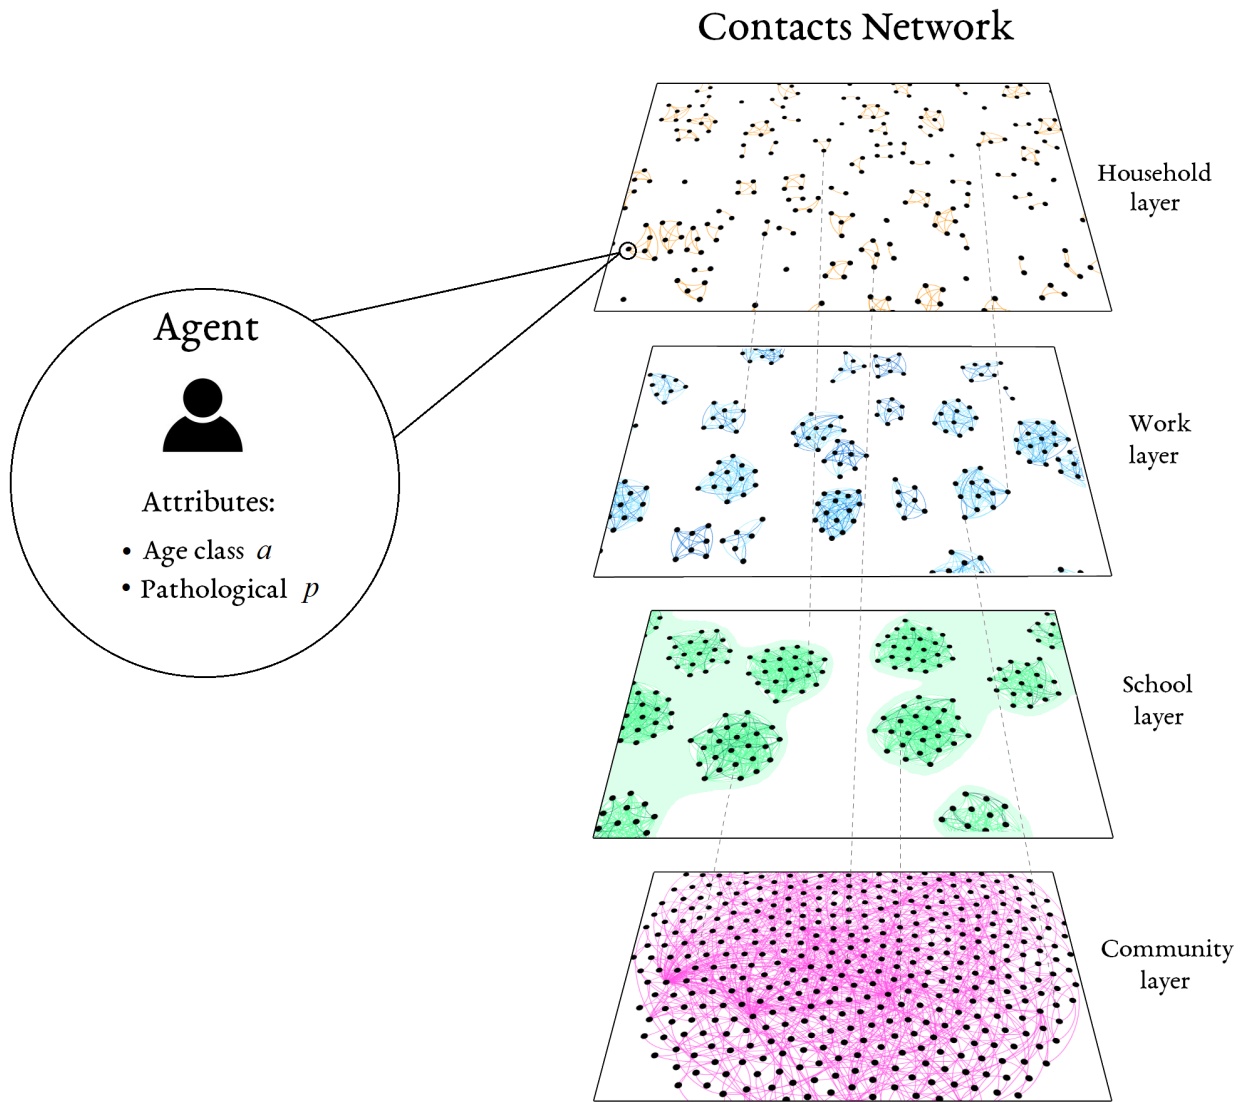 Contacts Network
Household
layer
Agent
Attributes:
• Age class a
• Pathological p
Work
layer
School
layer
Community
layer